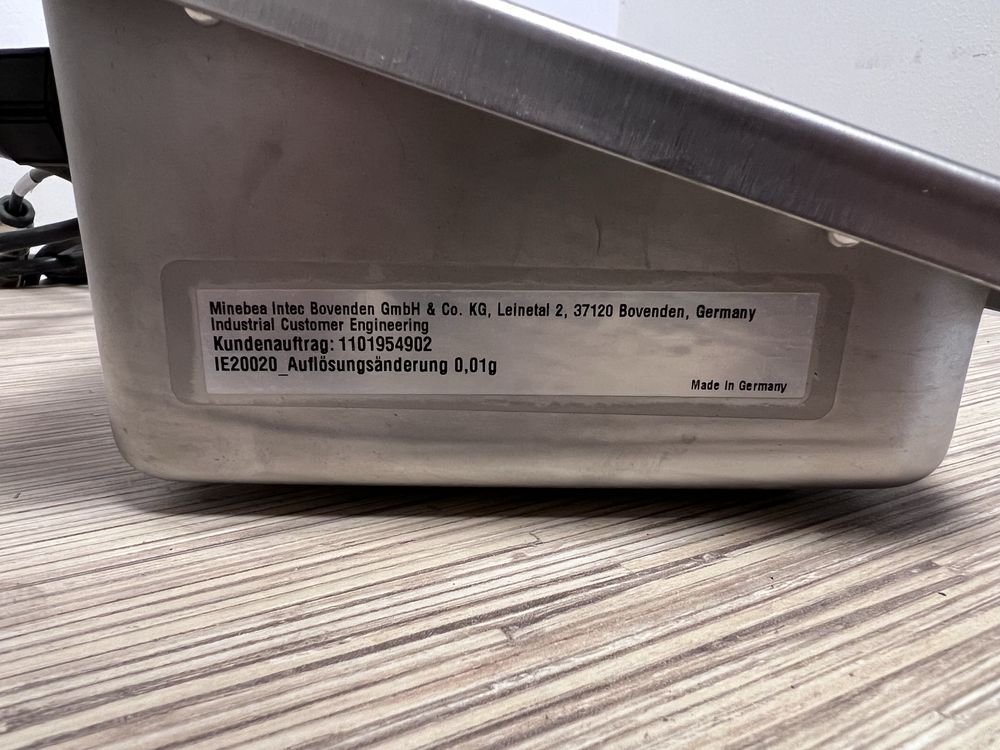 Minebea Intec Bovenden GmbH & Co. KG, Leinetal 2, 37120 Bovenden, Germany
Industrial Customer Engineering
Kundenauftrag: 1101954902
IE20020_Auflösungsänderung 0,01g
Made in Germany